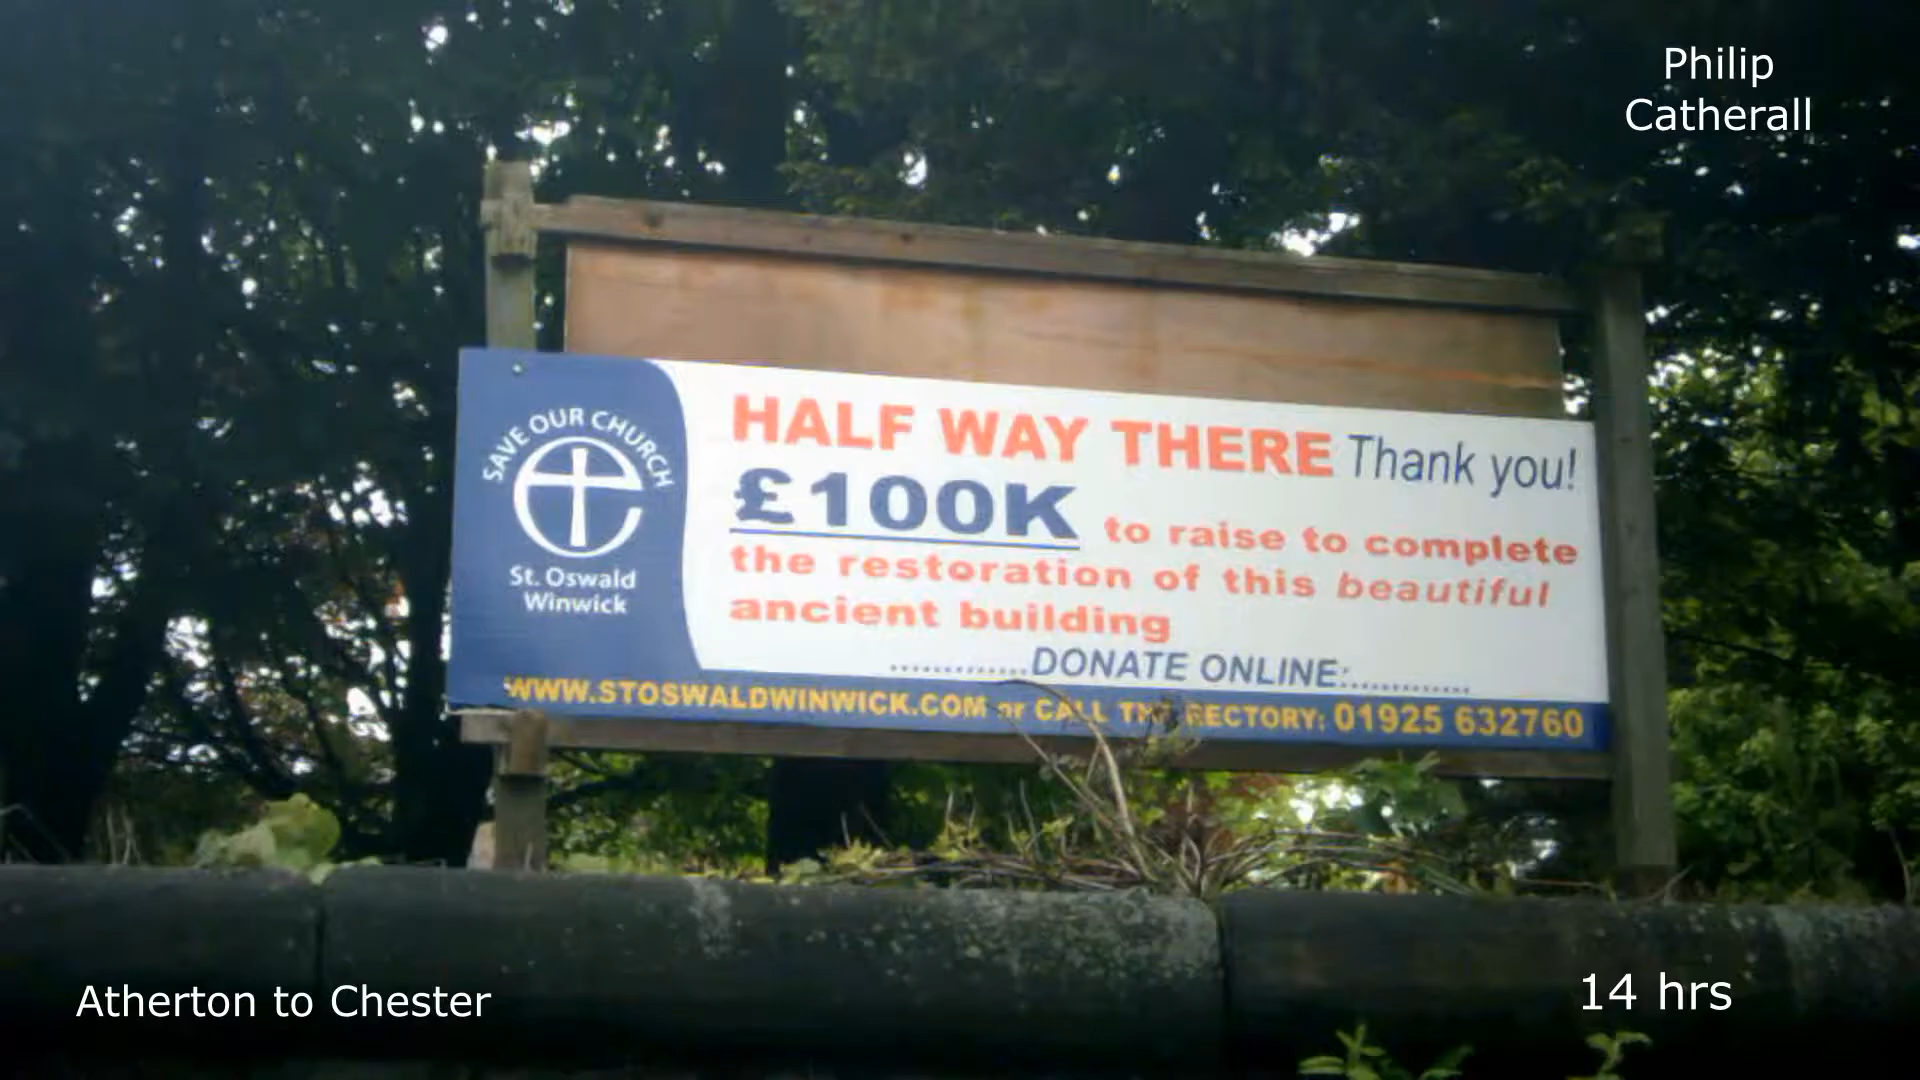 Philip
Catherall
SAVE OUR CHURCH
St. Oswald
Winwick
HALF WAY THERE Thank you!
£100K to raise to complete
the restoration of this beautiful
ancient building
.............DONATE ONLINE:............
WWW.STOSWALDWINWICK.COM or CALL THE RECTORY: 01925 632760
Atherton to Chester
14 hrs